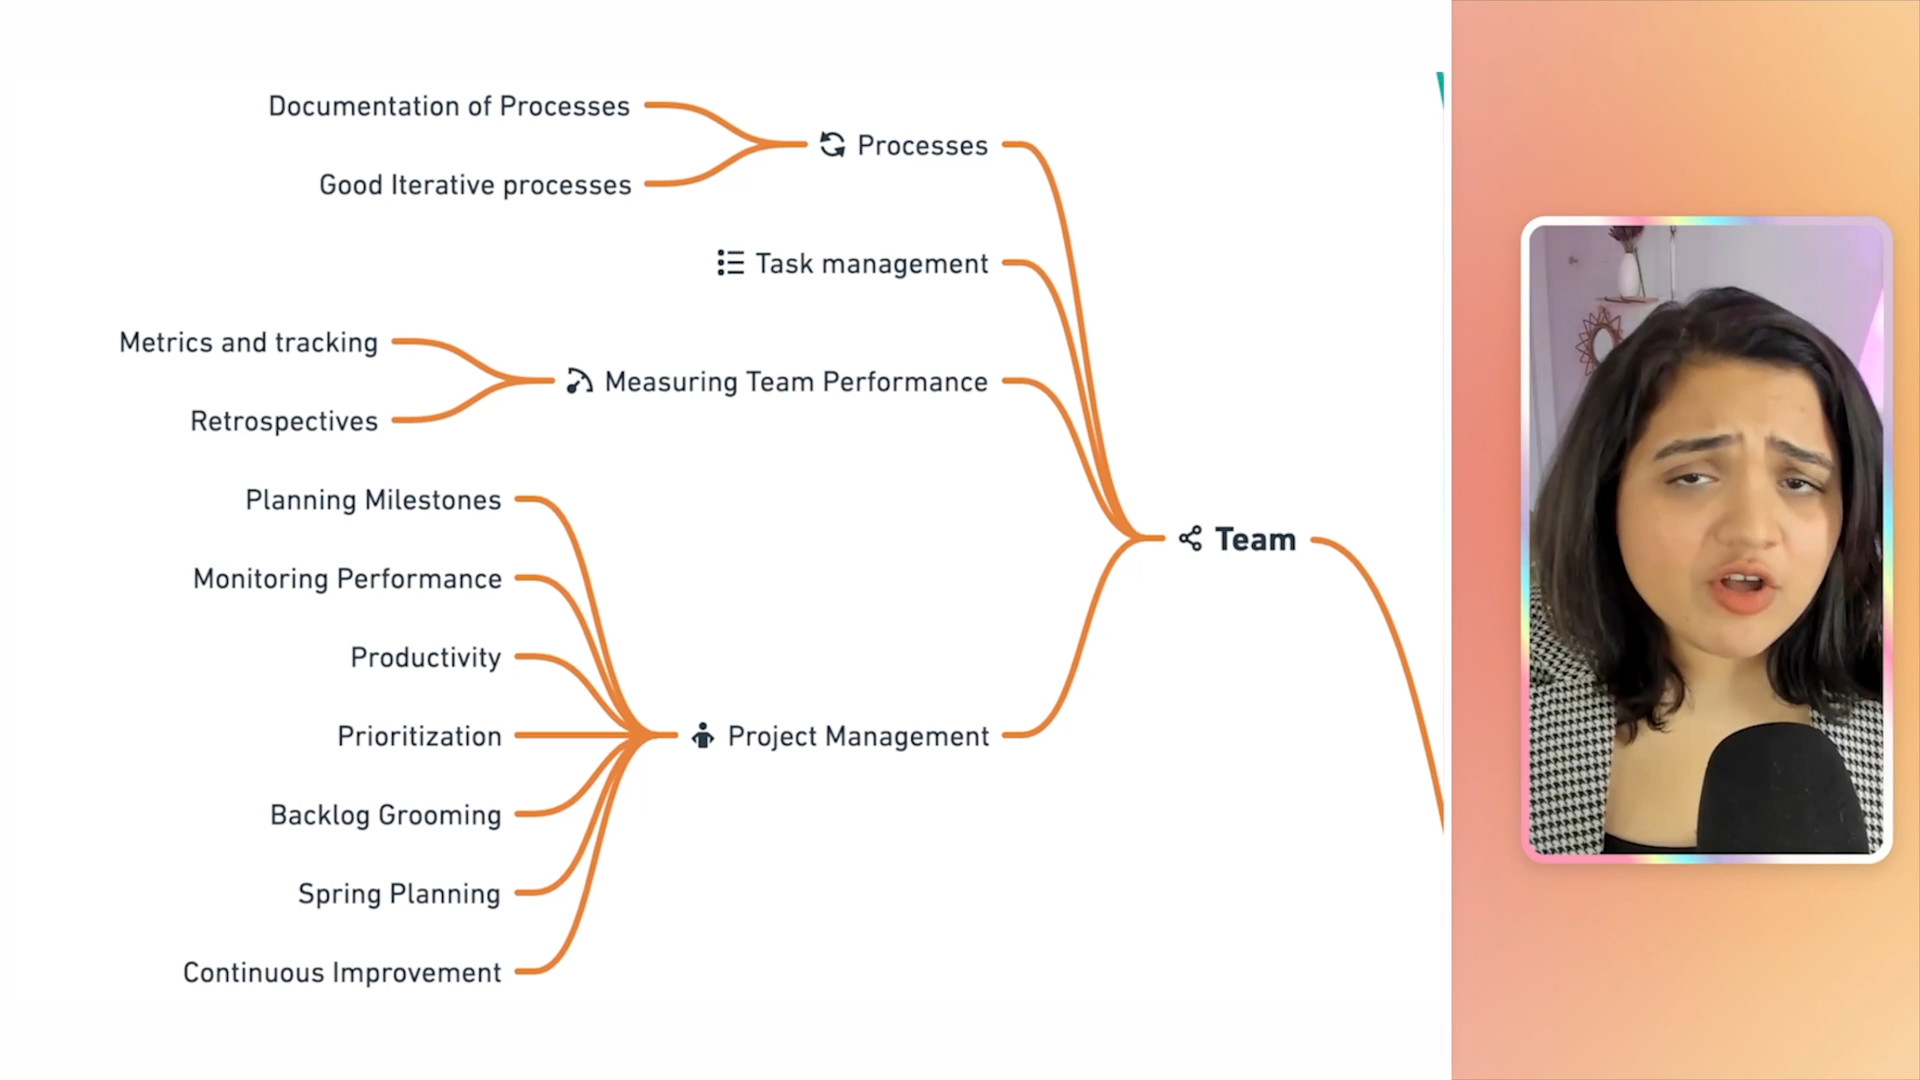 Documentation of Processes
Processes
Good Iterative processes
Task management
Metrics and tracking
Measuring Team Performance
Retrospectives
Planning Milestones
Team
Monitoring Performance
Productivity
Prioritization
Project Management
Backlog Grooming
Spring Planning
Continuous Improvement